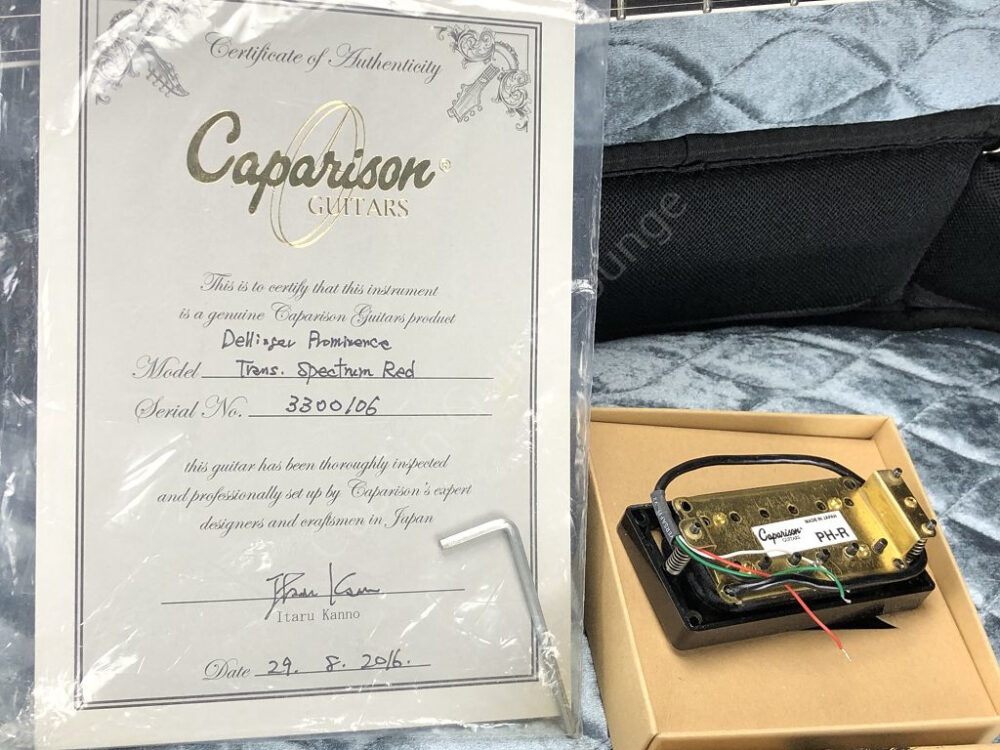 Certificate of Authenticity
Caparison®
GUITARS
This is to certify that this instrument
is a genuine Caparison Guitars product
Dellinger Prominence
Model Trans. Spectrum Red
Serial No. 3300106
this guitar has been thoroughly inspected
and professionally set up by Caparison's expert
designers and craftsmen in Japan
Itaru Kanno
Date 29. 8. 2016.
MADE IN JAPAN
Caparison
GUITARS
PH-R